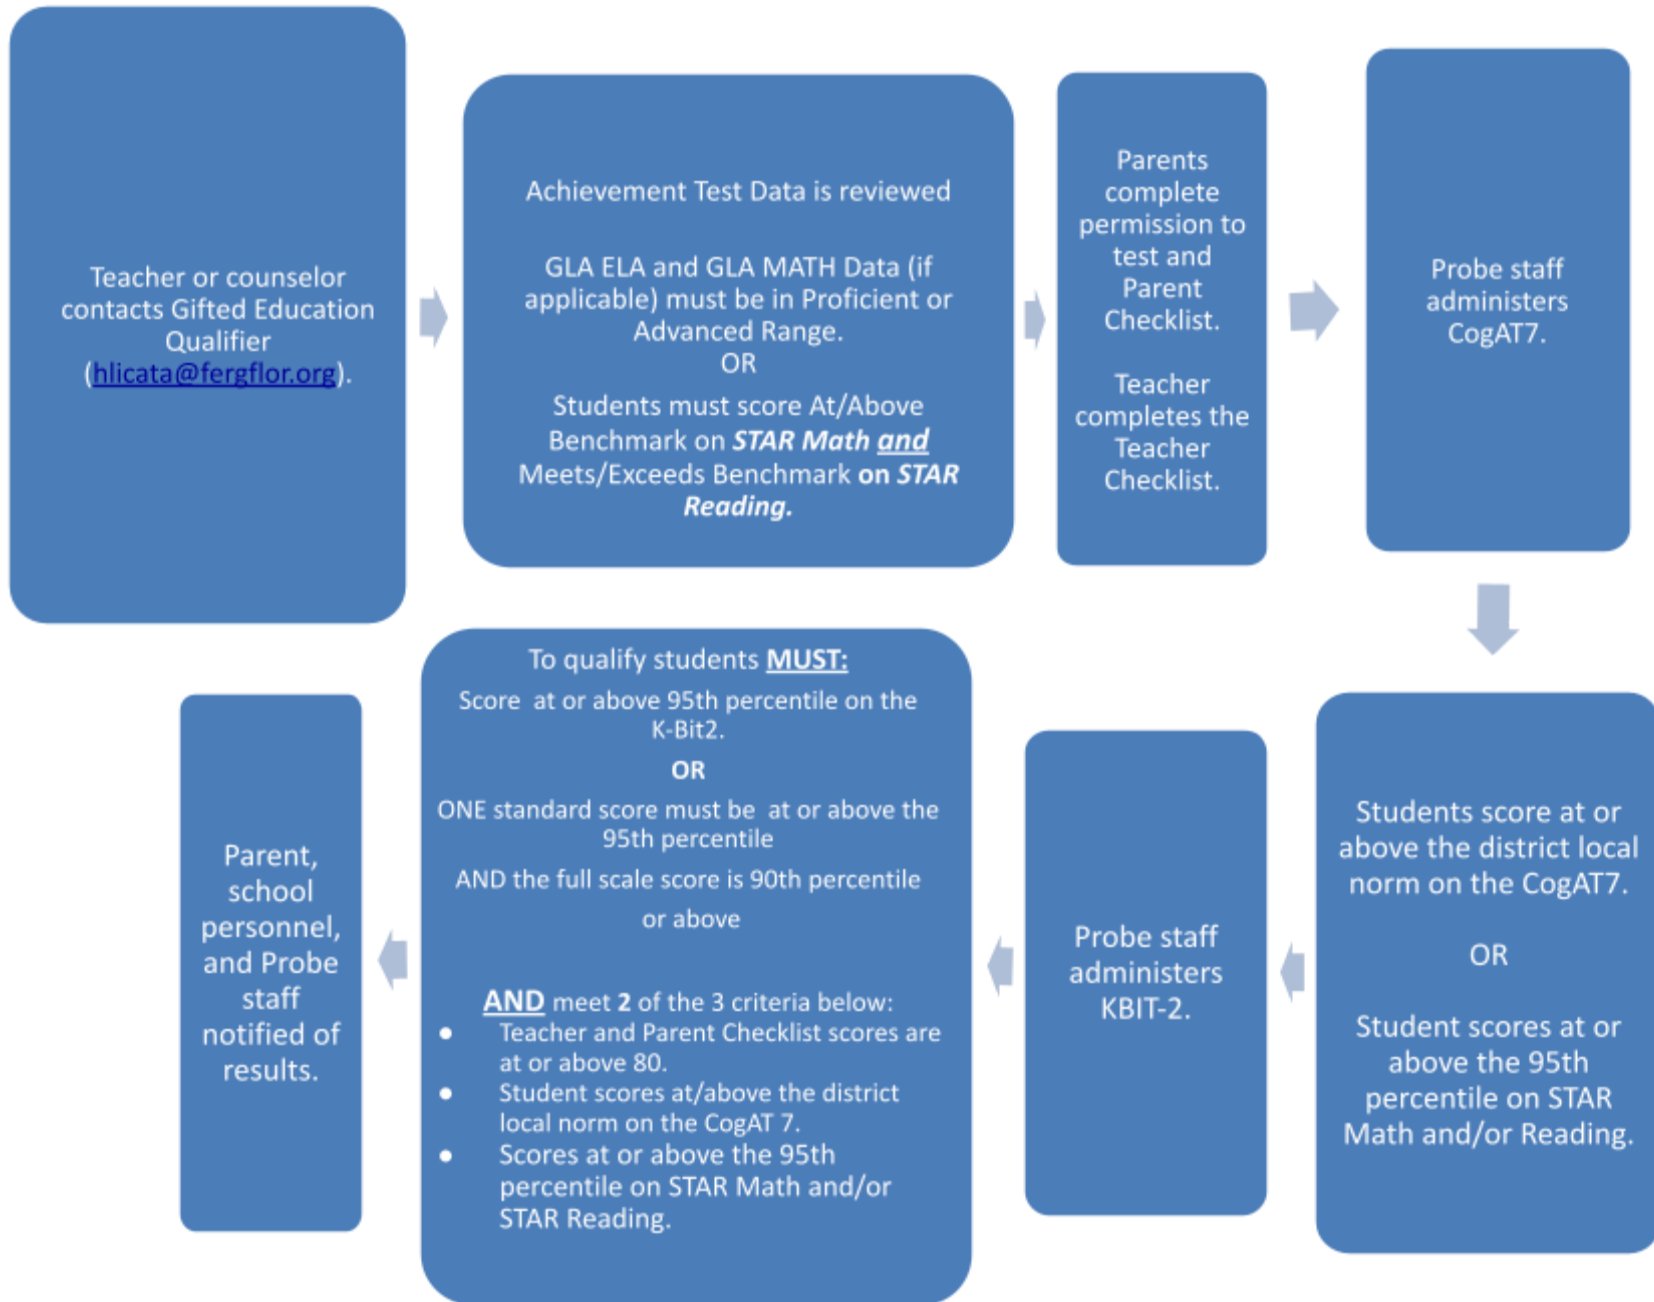 Teacher or counselor
contacts Gifted Education
Qualifier
(hlicata@fergflor.org).
Achievement Test Data is reviewed
GLA ELA and GLA MATH Data (if
applicable) must be in Proficient or
Advanced Range.
OR
Students must score At/Above
Benchmark on STAR Math and
Meets/Exceeds Benchmark on STAR
Reading.
Parents
complete
permission to
test and
Parent
Checklist.
Teacher
completes the
Teacher
Checklist.
Probe staff
administers
CogAT7.
Students score at or
above the district local
norm on the CogAT7.
OR
Student scores at or
above the 95th
percentile on STAR
Math and/or Reading.
Probe staff
administers
KBIT-2.
To qualify students MUST:
Score  at or above 95th percentile on the
K-Bit2.
OR
ONE standard score must be  at or above the
95th percentile
AND the full scale score is 90th percentile
or above
AND meet 2 of the 3 criteria below:
● Teacher and Parent Checklist scores are
at or above 80.
● Student scores at/above the district
local norm on the CogAT 7.
● Scores at or above the 95th
percentile on STAR Math and/or
STAR Reading.
Parent,
school
personnel,
and Probe
staff
notified of
results.